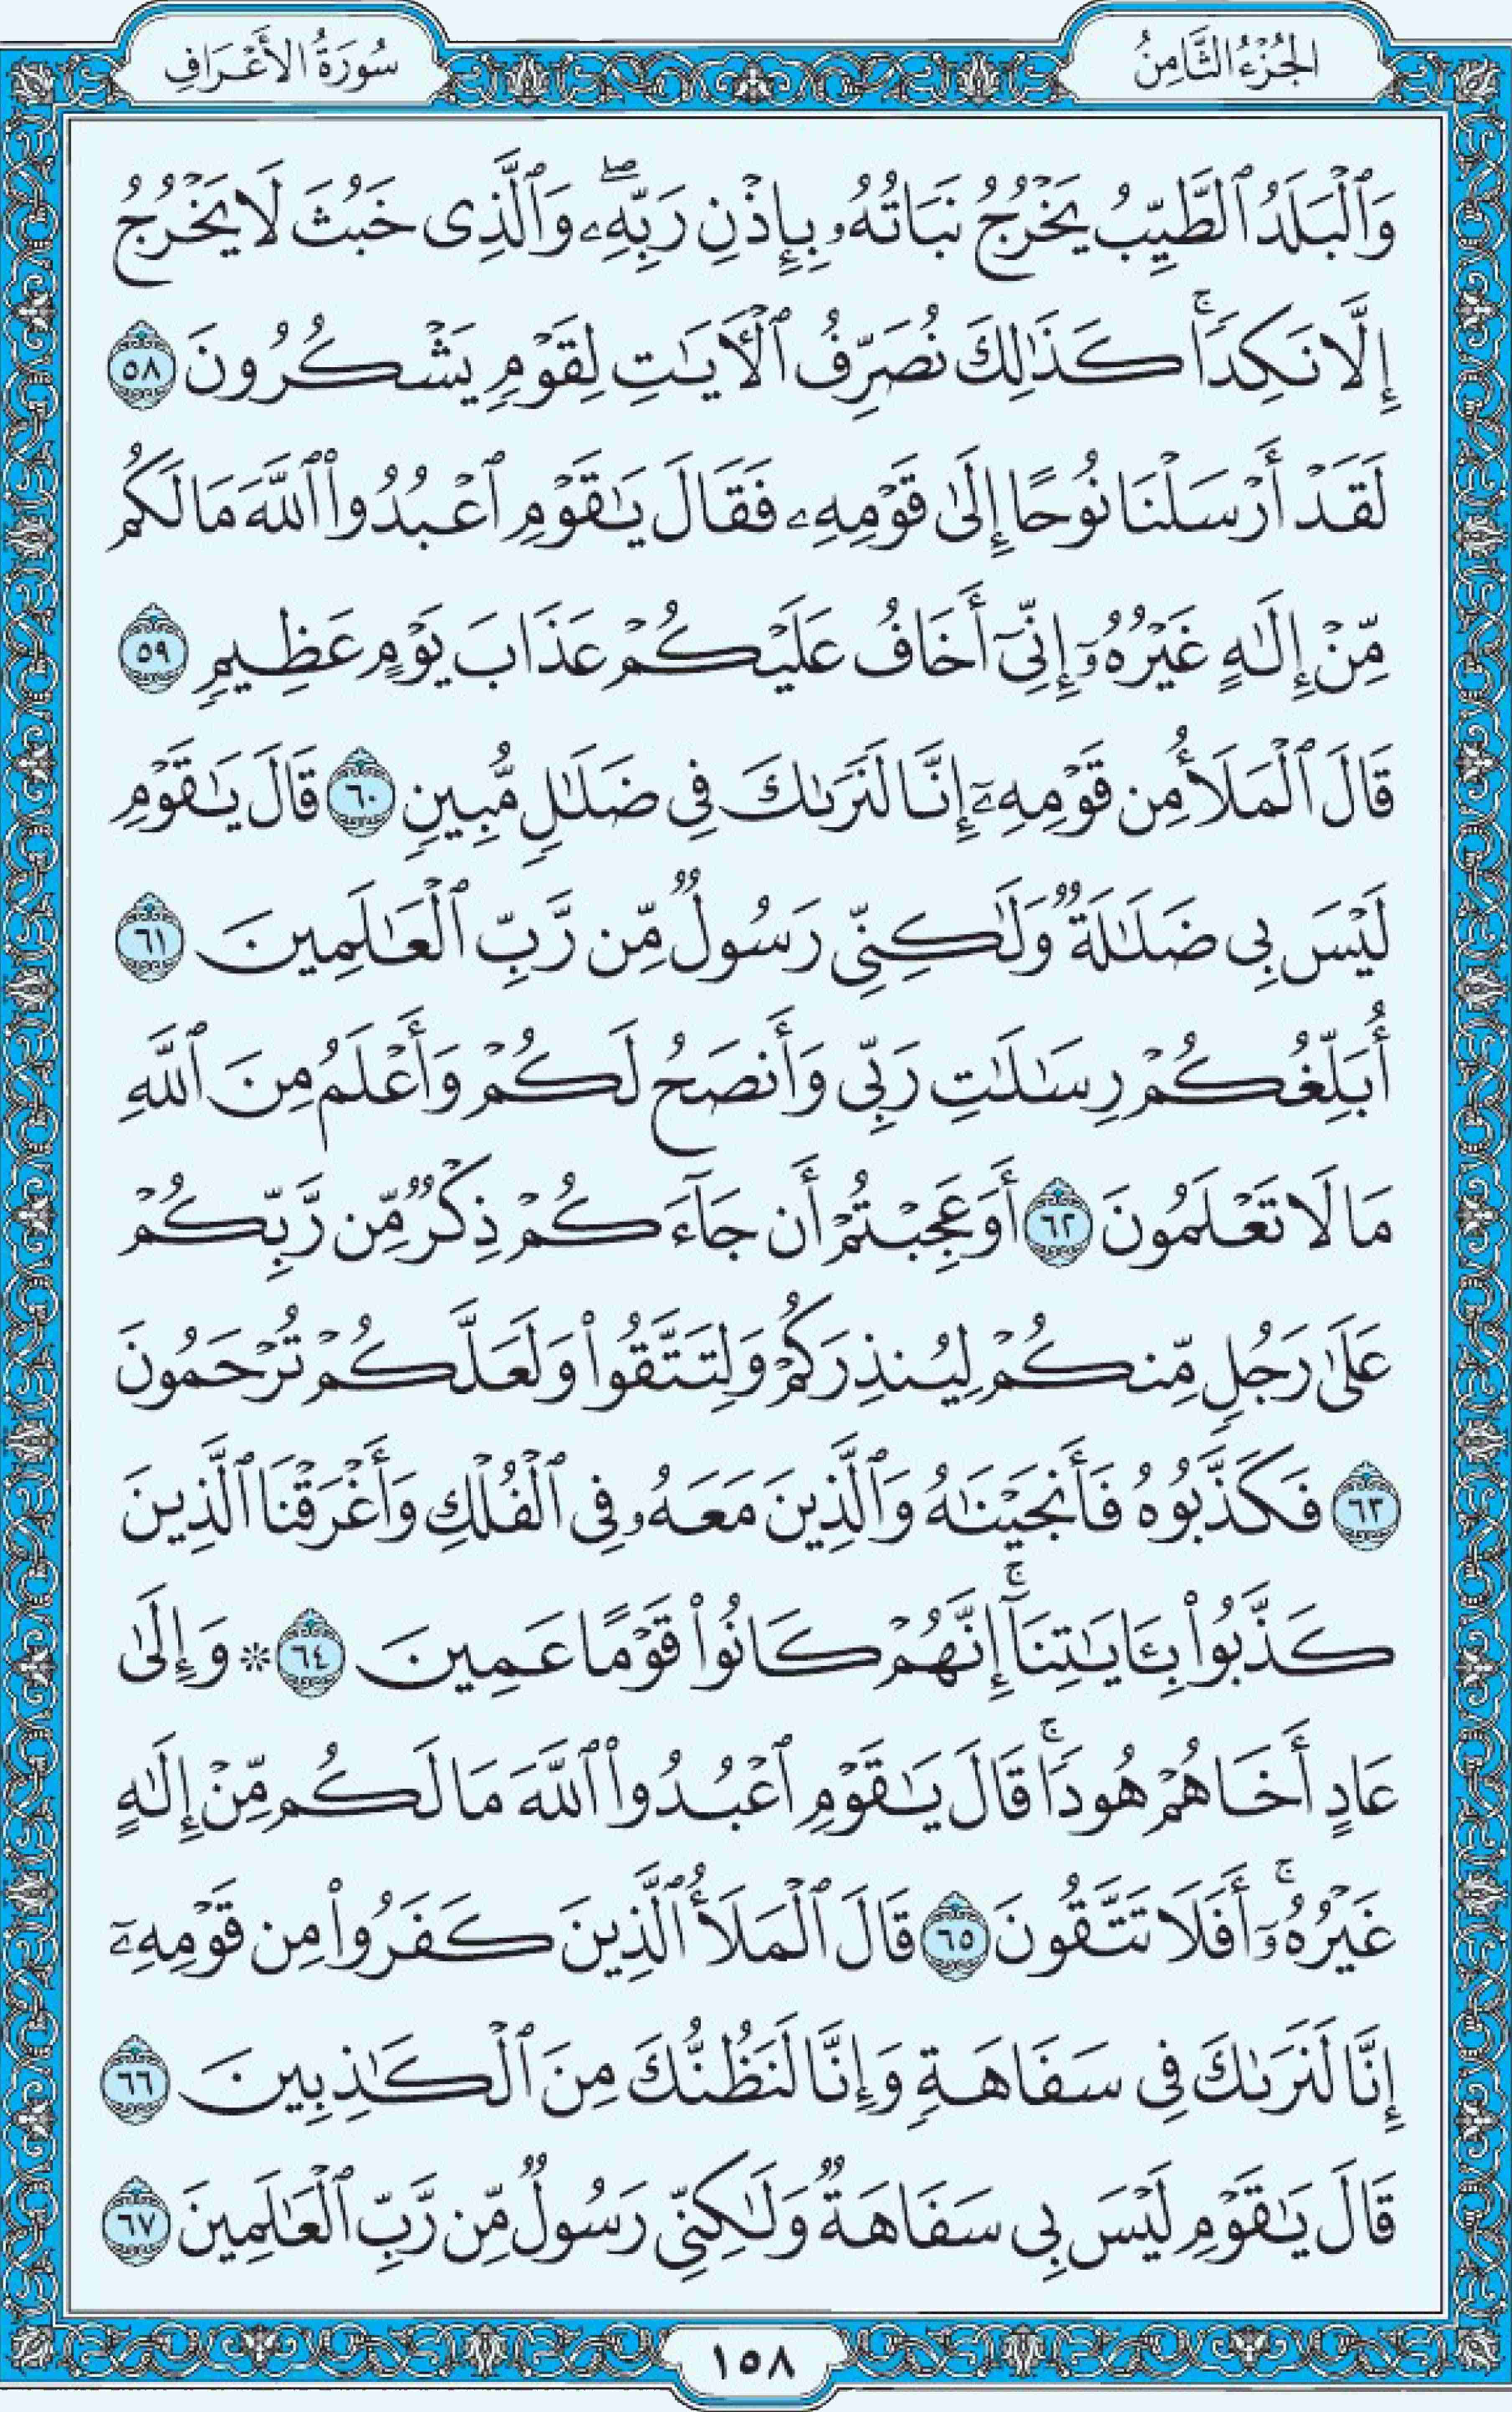 الجُزْءُ الثَّامِنُ
سُورَةُ الأَعْرَافِ
وَٱلْبَلَدُ ٱلطَّيِّبُ يَخْرُجُ نَبَاتُهُۥ بِإِذْنِ رَبِّهِۦۖ وَٱلَّذِى خَبُثَ لَا يَخْرُجُ
إِلَّا نَكِدًاۚ كَذَٰلِكَ نُصَرِّفُ ٱلْأٓيَٰتِ لِقَوْمٍ يَشْكُرُونَ ٥٨
لَقَدْ أَرْسَلْنَا نُوحًا إِلَىٰ قَوْمِهِۦ فَقَالَ يَٰقَوْمِ ٱعْبُدُوا۟ ٱللَّهَ مَا لَكُم
مِّنْ إِلَٰهٍ غَيْرُهُۥٓ إِنِّىٓ أَخَافُ عَلَيْكُمْ عَذَابَ يَوْمٍ عَظِيمٍ ٥٩
قَالَ ٱلْمَلَأُ مِن قَوْمِهِۦٓ إِنَّا لَنَرَىٰكَ فِى ضَلَٰلٍ مُّبِينٍ ٦٠ قَالَ يَٰقَوْمِ
لَيْسَ بِى ضَلَٰلَةٌ وَلَٰكِنِّى رَسُولٌ مِّن رَّبِّ ٱلْعَٰلَمِينَ ٦١
أُبَلِّغُكُمْ رِسَٰلَٰتِ رَبِّى وَأَنصَحُ لَكُمْ وَأَعْلَمُ مِنَ ٱللَّهِ
مَا لَا تَعْلَمُونَ ٦٢ أَوَعَجِبْتُمْ أَن جَآءَكُمْ ذِكْرٌ مِّن رَّبِّكُمْ
عَلَىٰ رَجُلٍ مِّنكُمْ لِيُنذِرَكُمْ وَلِتَتَّقُوا۟ وَلَعَلَّكُمْ تُرْحَمُونَ
٦٣ فَكَذَّبُوهُ فَأَنجَيْنَٰهُ وَٱلَّذِينَ مَعَهُۥ فِى ٱلْفُلْكِ وَأَغْرَقْنَا ٱلَّذِينَ
كَذَّبُوا۟ بِـَٔايَٰتِنَآۚ إِنَّهُمْ كَانُوا۟ قَوْمًا عَمِينَ ٦٤ ۞ وَإِلَىٰ
عَادٍ أَخَاهُمْ هُودًاۚ قَالَ يَٰقَوْمِ ٱعْبُدُوا۟ ٱللَّهَ مَا لَكُم مِّنْ إِلَٰهٍ
غَيْرُهُۥٓۚ أَفَلَا تَتَّقُونَ ٦٥ قَالَ ٱلْمَلَأُ ٱلَّذِينَ كَفَرُوا۟ مِن قَوْمِهِۦٓ
إِنَّا لَنَرَىٰكَ فِى سَفَاهَةٍ وَإِنَّا لَنَظُنُّكَ مِنَ ٱلْكَٰذِبِينَ ٦٦
قَالَ يَٰقَوْمِ لَيْسَ بِى سَفَاهَةٌ وَلَٰكِنِّى رَسُولٌ مِّن رَّبِّ ٱلْعَٰلَمِينَ ٦٧
١٥٨